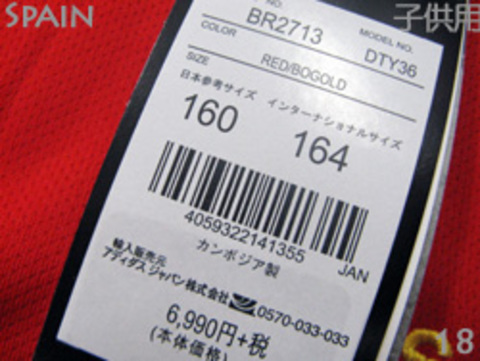 SPAIN
子供用
NO.
BR2713
MODEL NO.
DTY36
COLOR
RED/BOGOLD
SIZE
日本参考サイズ インターナショナルサイズ
160 164
4059322141355
JAN
カンボジア製
輸入販売元
アディダス ジャパン株式会社
0570-033-033
6,990円+税
(本体価格)
18